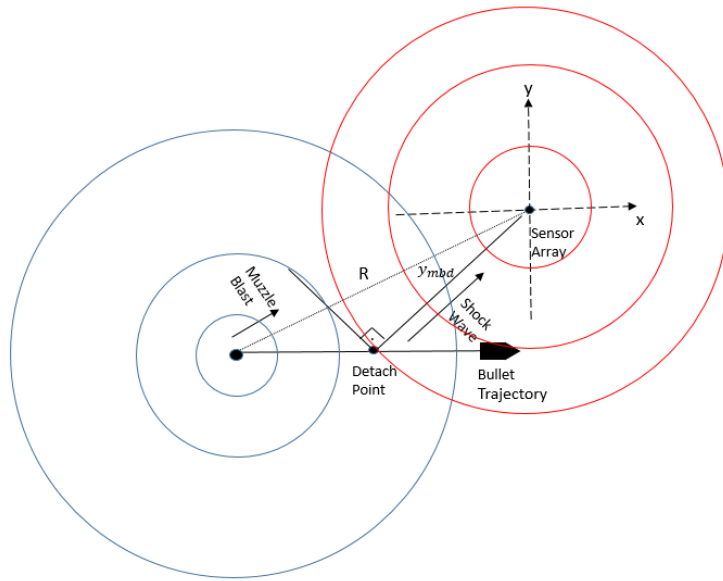 y
x
Sensor
Array
R
y_mbd
Muzzle
Blast
Shock
Wave
Detach
Point
Bullet
Trajectory